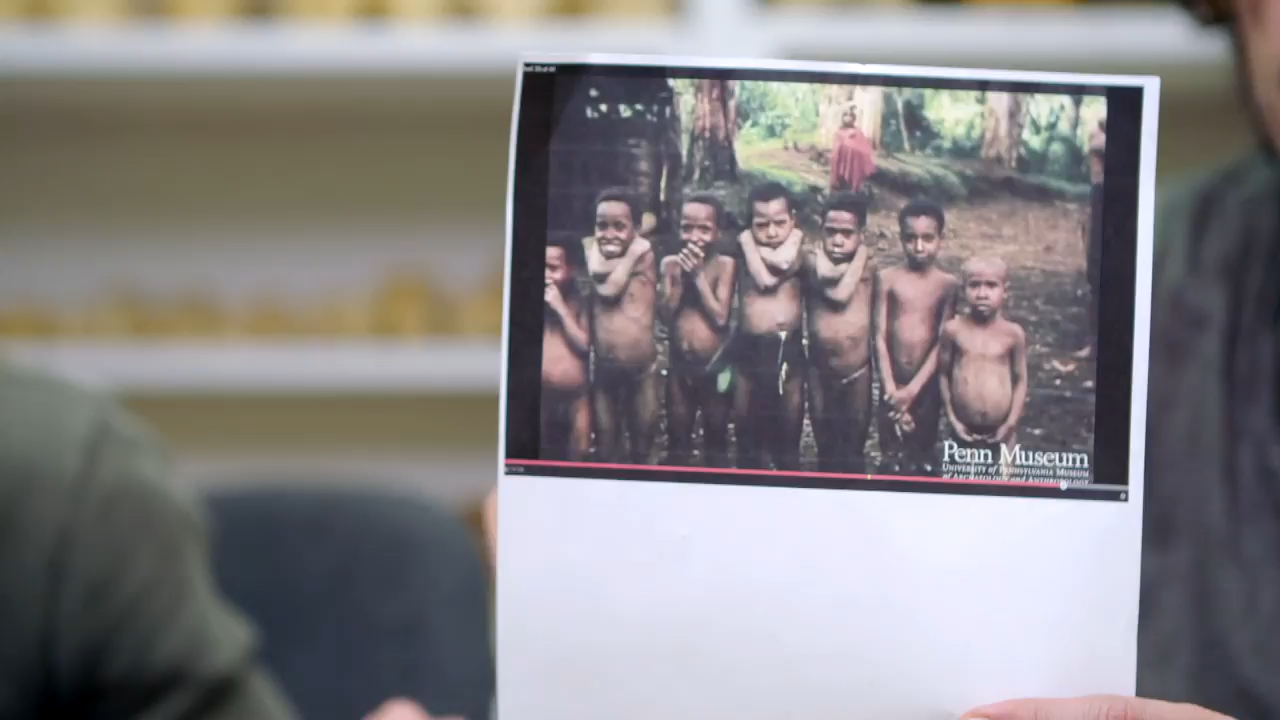 Penn Museum
UNIVERSITY of PENNSYLVANIA MUSEUM
of ARCHAEOLOGY and ANTHROPOLOGY